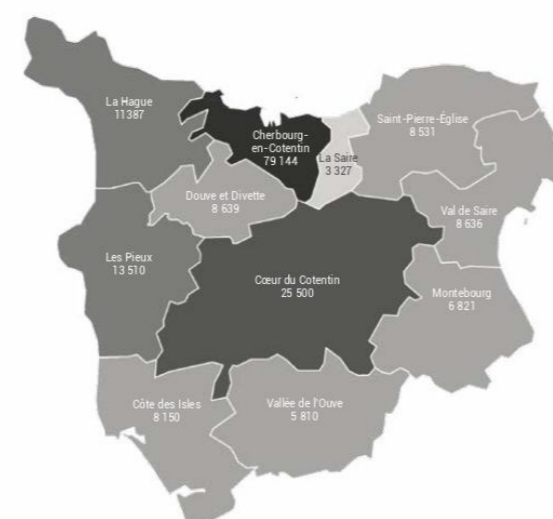 La Hague
11387
Cherbourg-
en-Cotentin
79 144
Saint-Pierre-Église
8 531
La Saire
3 327
Douve et Divette
8 639
Val de Saire
8 636
Les Pieux
13 510
Cœur du Cotentin
25 500
Montebourg
6 821
Côte des Isles
8 150
Vallée de l'Ouve
5 810